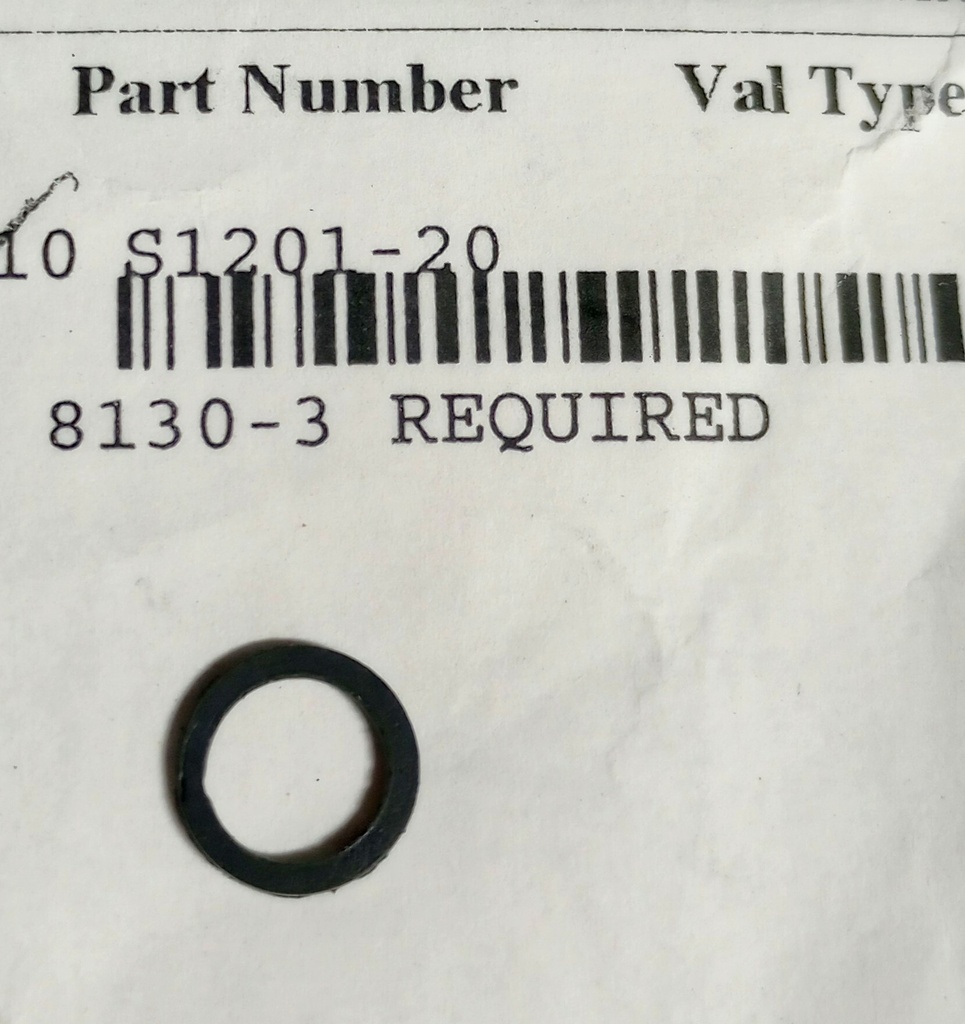 Part Number Val Type
10 S1201-20
8130-3 REQUIRED